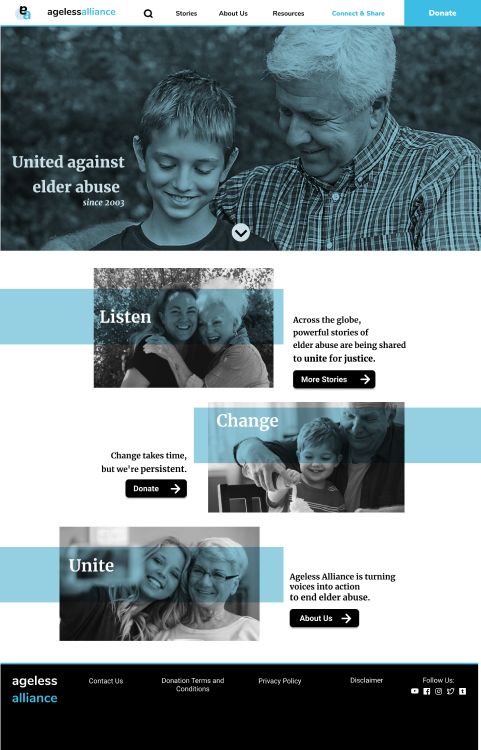 ea
agelessalliance
Stories
About Us
Resources
Connect & Share
Donate
United against
elder abuse
since 2003
Listen
Across the globe,
powerful stories of
elder abuse are being shared
to unite for justice.
More Stories
Change
Change takes time,
but we're persistent.
Donate
Unite
Ageless Alliance is turning
voices into action
to end elder abuse.
About Us
ageless
alliance
Contact Us
Donation Terms and
Conditions
Privacy Policy
Disclaimer
Follow Us: